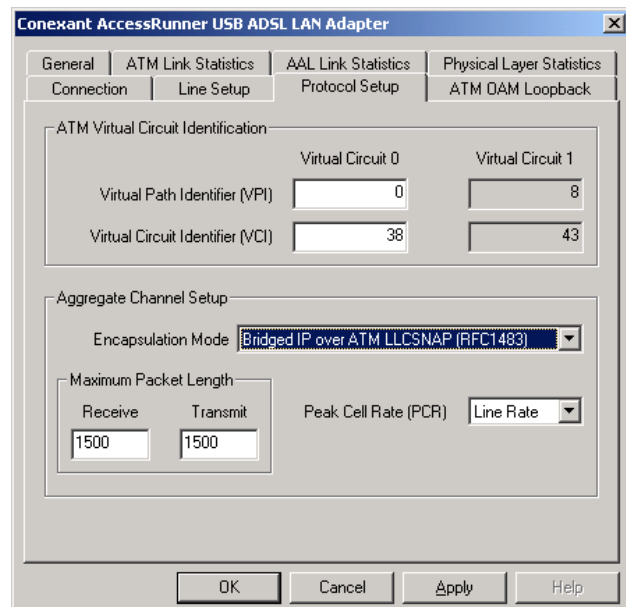 Conexant AccessRunner USB ADSL LAN Adapter
General ATM Link Statistics AAL Link Statistics Physical Layer Statistics
Connection Line Setup Protocol Setup ATM OAM Loopback
ATM Virtual Circuit Identification
Virtual Circuit 0 Virtual Circuit 1
Virtual Path Identifier (VPI) 0 8
Virtual Circuit Identifier (VCI) 38 43
Aggregate Channel Setup
Encapsulation Mode Bridged IP over ATM LLCSNAP (RFC1483)
Maximum Packet Length
Receive Transmit Peak Cell Rate (PCR) Line Rate
1500 1500
OK Cancel Apply Help